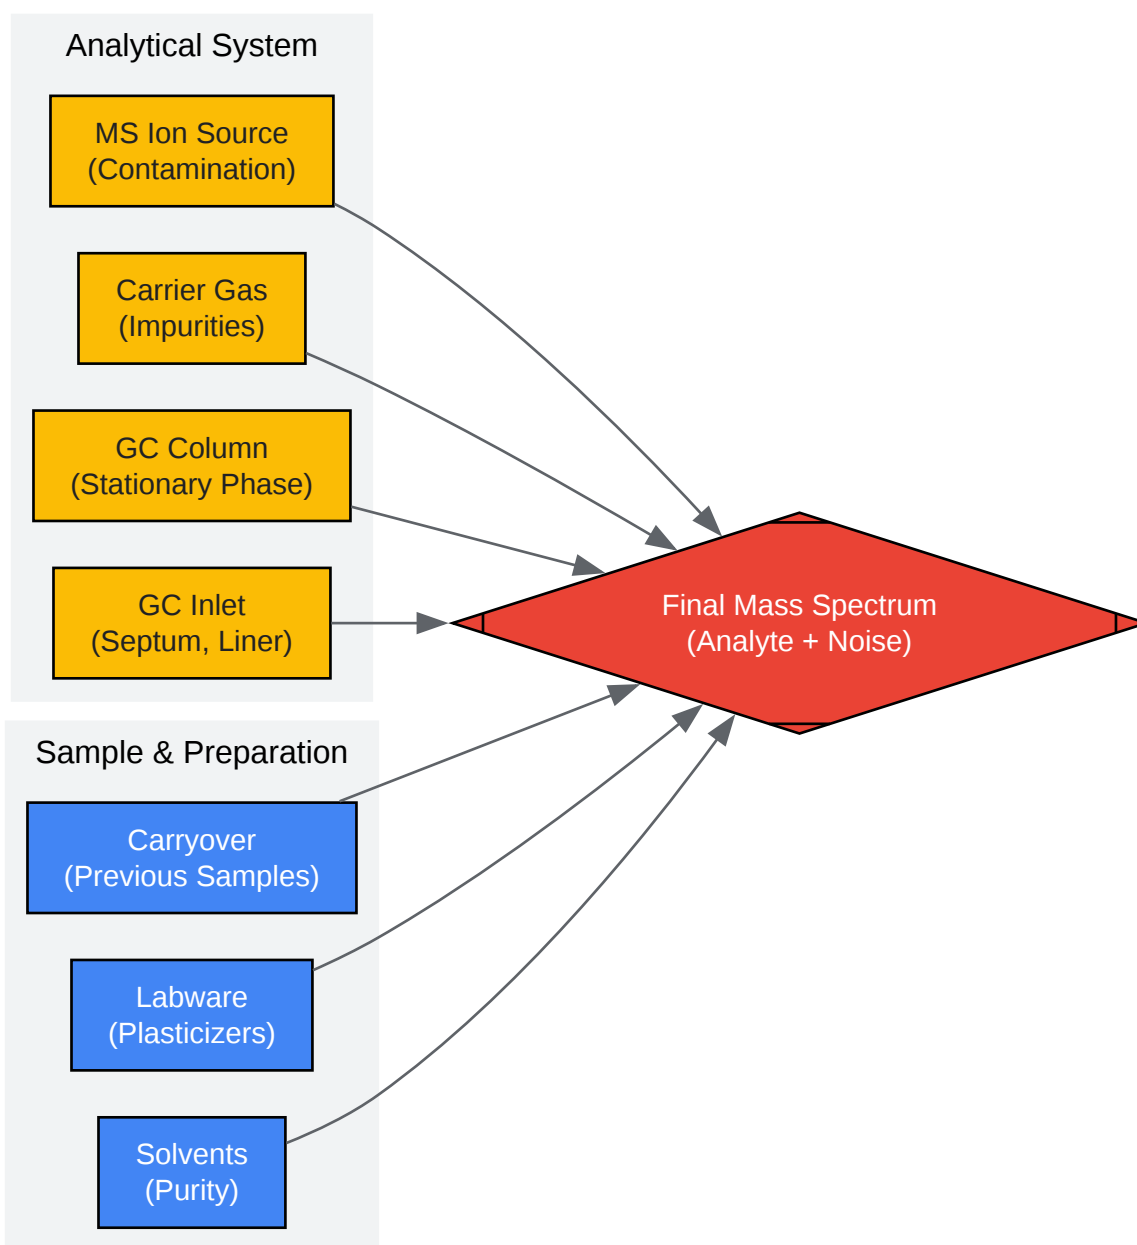 Analytical System
MS Ion Source
(Contamination)
Carrier Gas
(Impurities)
GC Column
(Stationary Phase)
GC Inlet
(Septum, Liner)
Final Mass Spectrum
(Analyte + Noise)
Sample & Preparation
Carryover
(Previous Samples)
Labware
(Plasticizers)
Solvents
(Purity)